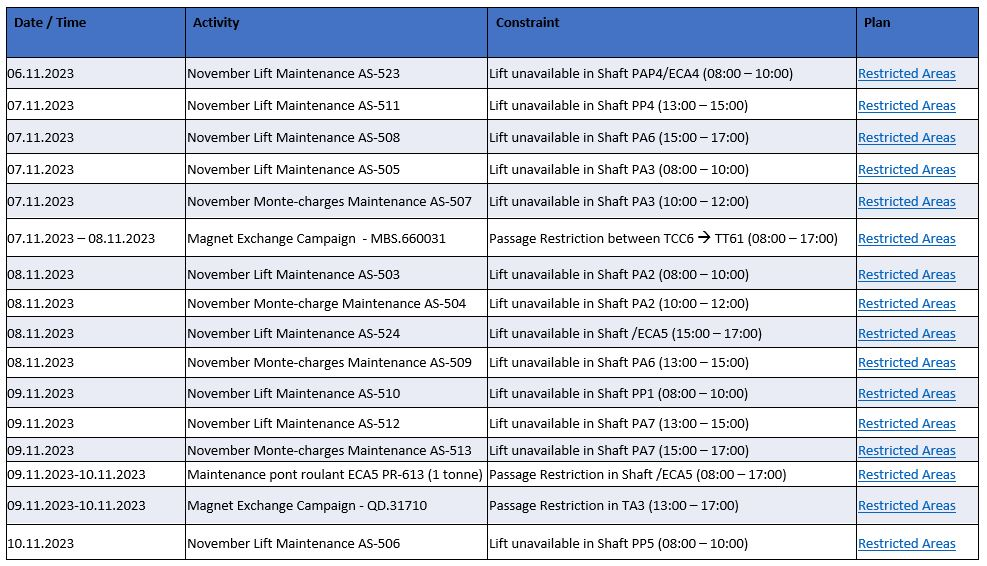 Date / Time Activity Constraint Plan
06.11.2023 November Lift Maintenance AS-523 Lift unavailable in Shaft PAP4/ECA4 (08:00 – 10:00) Restricted Areas
07.11.2023 November Lift Maintenance AS-511 Lift unavailable in Shaft PP4 (13:00 – 15:00) Restricted Areas
07.11.2023 November Lift Maintenance AS-508 Lift unavailable in Shaft PA6 (15:00 – 17:00) Restricted Areas
07.11.2023 November Lift Maintenance AS-505 Lift unavailable in Shaft PA3 (08:00 – 10:00) Restricted Areas
07.11.2023 November Monte-charges Maintenance AS-507 Lift unavailable in Shaft PA3 (10:00 – 12:00) Restricted Areas
07.11.2023 – 08.11.2023 Magnet Exchange Campaign - MBS.660031 Passage Restriction between TCC6 → TT61 (08:00 – 17:00) Restricted Areas
08.11.2023 November Lift Maintenance AS-503 Lift unavailable in Shaft PA2 (08:00 – 10:00) Restricted Areas
08.11.2023 November Monte-charge Maintenance AS-504 Lift unavailable in Shaft PA2 (10:00 – 12:00) Restricted Areas
08.11.2023 November Lift Maintenance AS-524 Lift unavailable in Shaft /ECA5 (15:00 – 17:00) Restricted Areas
08.11.2023 November Monte-charges Maintenance AS-509 Lift unavailable in Shaft PA6 (13:00 – 15:00) Restricted Areas
09.11.2023 November Lift Maintenance AS-510 Lift unavailable in Shaft PP1 (08:00 – 10:00) Restricted Areas
09.11.2023 November Lift Maintenance AS-512 Lift unavailable in Shaft PA7 (13:00 – 15:00) Restricted Areas
09.11.2023 November Monte-charges Maintenance AS-513 Lift unavailable in Shaft PA7 (15:00 – 17:00) Restricted Areas
09.11.2023-10.11.2023 Maintenance pont roulant ECA5 PR-613 (1 tonne) Passage Restriction in Shaft /ECA5 (08:00 – 17:00) Restricted Areas
09.11.2023-10.11.2023 Magnet Exchange Campaign - QD.31710 Passage Restriction in TA3 (13:00 – 17:00) Restricted Areas
10.11.2023 November Lift Maintenance AS-506 Lift unavailable in Shaft PP5 (08:00 – 10:00) Restricted Areas